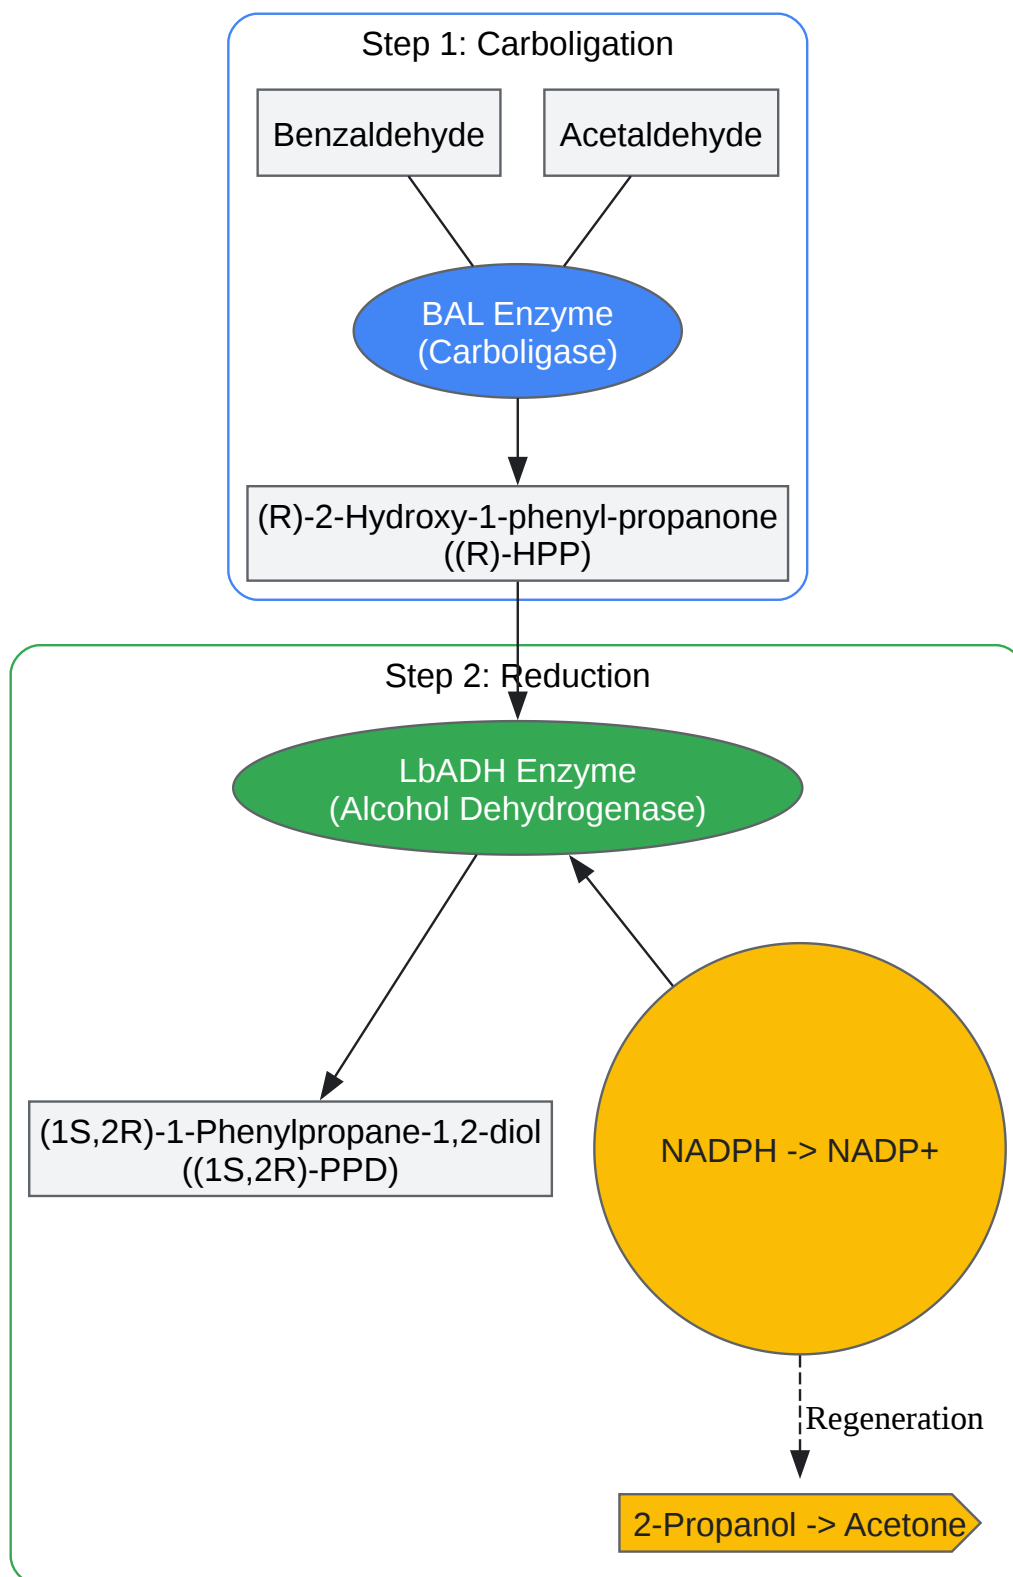 Step 1: Carboligation
Benzaldehyde
Acetaldehyde
BAL Enzyme
(Carboligase)
(R)-2-Hydroxy-1-phenyl-propanone
((R)-HPP)
Step 2: Reduction
LbADH Enzyme
(Alcohol Dehydrogenase)
(1S,2R)-1-Phenylpropane-1,2-diol
((1S,2R)-PPD)
NADPH -> NADP+
Regeneration
2-Propanol -> Acetone